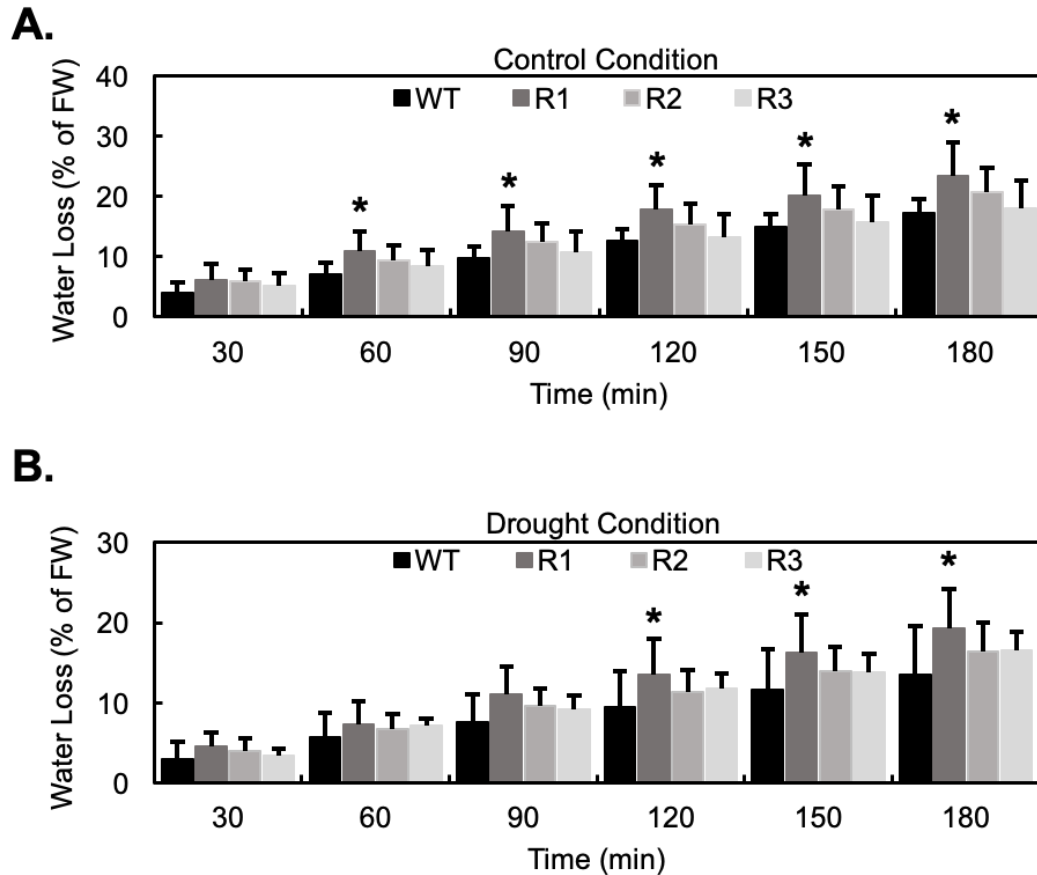 A.
Control Condition
Water Loss (% of FW)
40
30
20
10
0
WT R1 R2 R3
*
*
*
*
*
30 60 90 120 150 180
Time (min)
B.
Drought Condition
Water Loss (% of FW)
30
20
10
0
WT R1 R2 R3
*
*
*
30 60 90 120 150 180
Time (min)